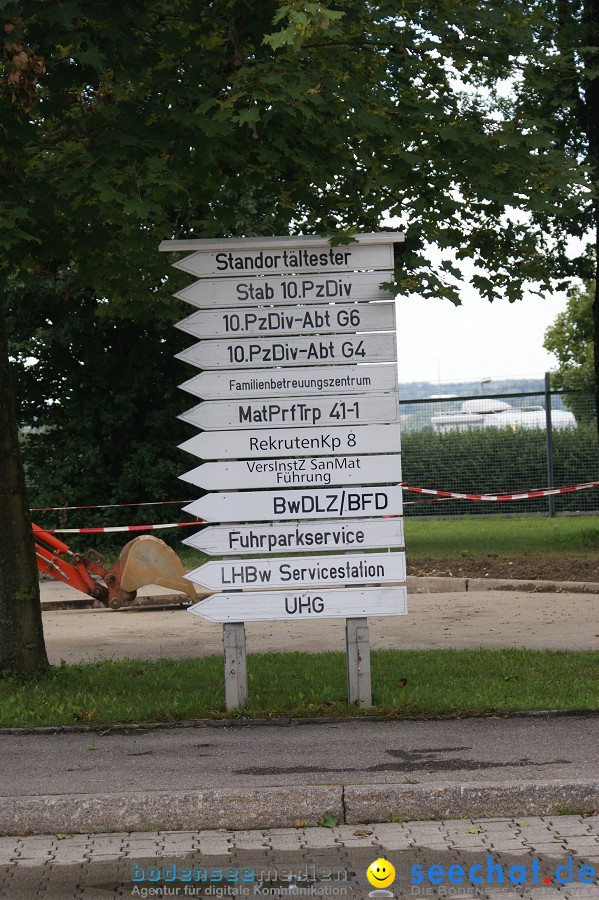 Standortältester
Stab 10.PzDiv
10.PzDiv-Abt G6
10.PzDiv-Abt G4
Familienbetreuungszentrum
MatPrfTrp 41-1
RekrutenKp 8
VersInstZ SanMat
Führung
BwDLZ/BFD
Fuhrparkservice
LHBw Servicestation
UHG
bodenseemedien
Agentur für digitale Kommunikation
seechat.de
Die Bodensee Community